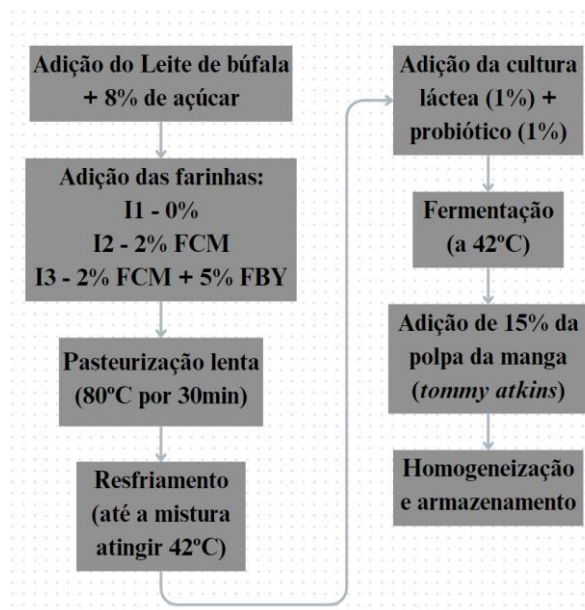 Adição do Leite de búfala
+ 8% de açúcar
Adição das farinhas:
I1 - 0%
I2 - 2% FCM
I3 - 2% FCM + 5% FBY
Pasteurização lenta
(80ºC por 30min)
Resfriamento
(até a mistura
atingir 42ºC)
Adição da cultura
láctea (1%) +
probiótico (1%)
Fermentação
(a 42ºC)
Adição de 15% da
polpa da manga
(tommy atkins)
Homogeneização
e armazenamento